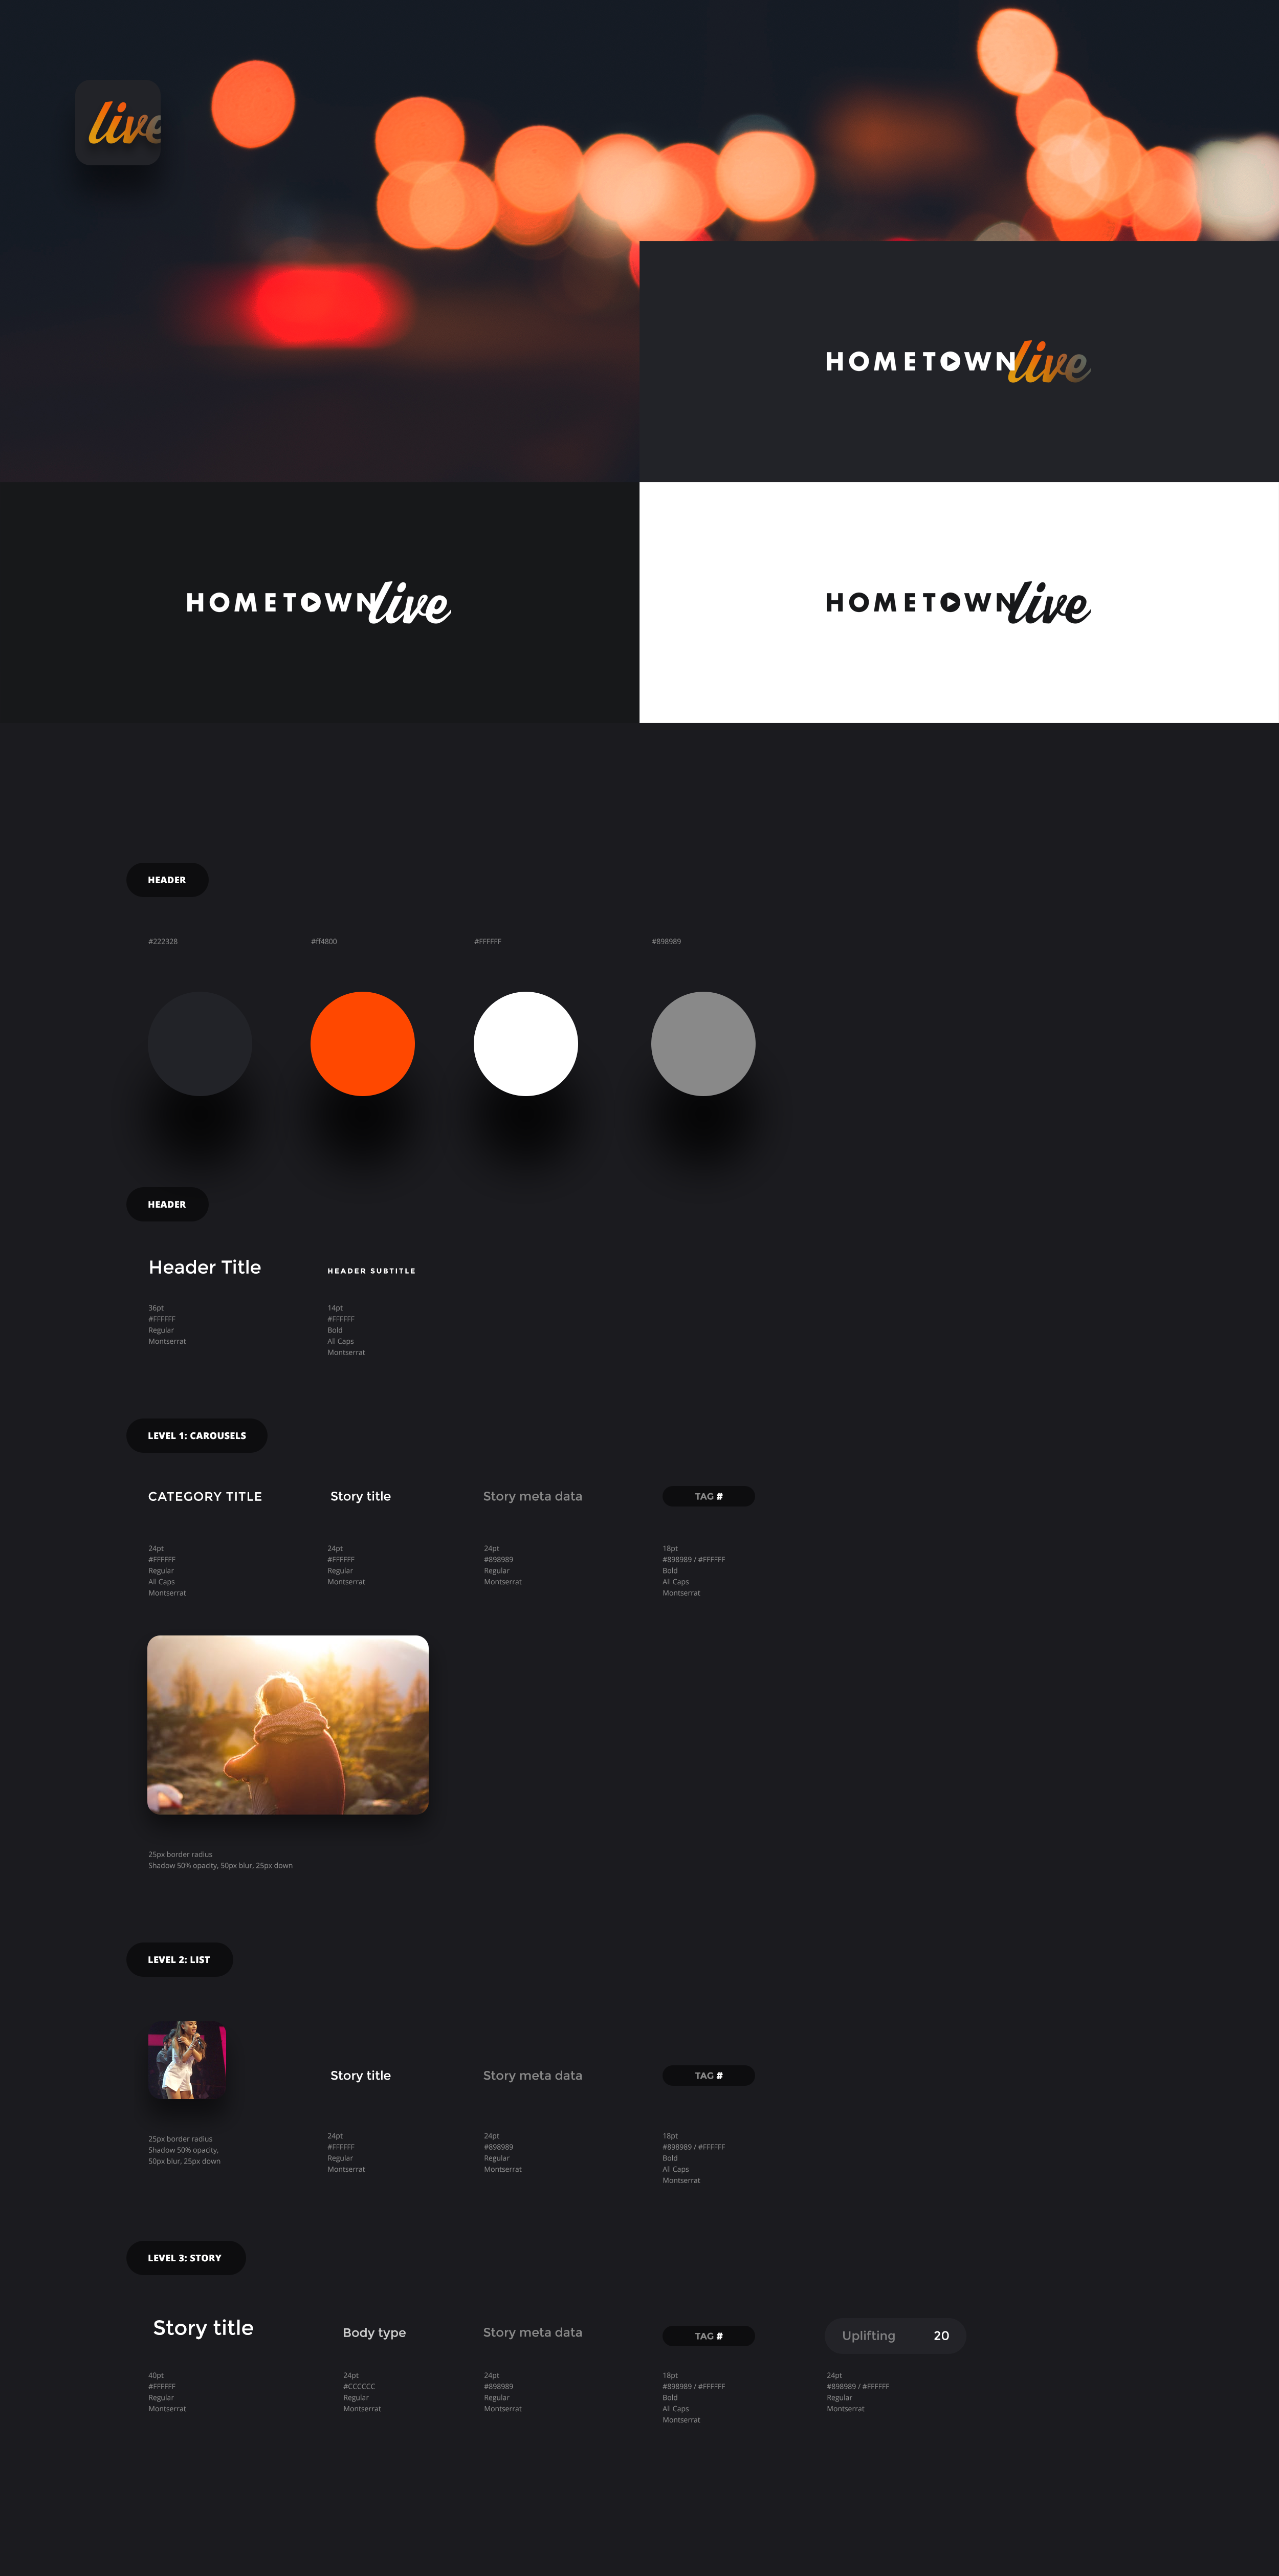 live
HOMETOWN live
HOMETOWN live
HOMETOWN live
HEADER
#222328 #ff4800 #FFFFFF #898989
HEADER
Header Title HEADER SUBTITLE
36pt
#FFFFFF
Regular
Montserrat
14pt
#FFFFFF
Bold
All Caps
Montserrat
LEVEL 1: CAROUSELS
CATEGORY TITLE Story title Story meta data TAG #
24pt
#FFFFFF
Regular
All Caps
Montserrat
24pt
#FFFFFF
Regular
Montserrat
24pt
#898989
Regular
Montserrat
18pt
#898989 / #FFFFFF
Bold
All Caps
Montserrat
25px border radius
Shadow 50% opacity, 50px blur, 25px down
LEVEL 2: LIST
Story title Story meta data TAG #
25px border radius
Shadow 50% opacity,
50px blur, 25px down
24pt
#FFFFFF
Regular
Montserrat
24pt
#898989
Regular
Montserrat
18pt
#898989 / #FFFFFF
Bold
All Caps
Montserrat
LEVEL 3: STORY
Story title Body type Story meta data TAG # Uplifting 20
40pt
#FFFFFF
Regular
Montserrat
24pt
#CCCCCC
Regular
Montserrat
24pt
#898989
Regular
Montserrat
18pt
#898989 / #FFFFFF
Bold
All Caps
Montserrat
24pt
#898989 / #FFFFFF
Regular
Montserrat